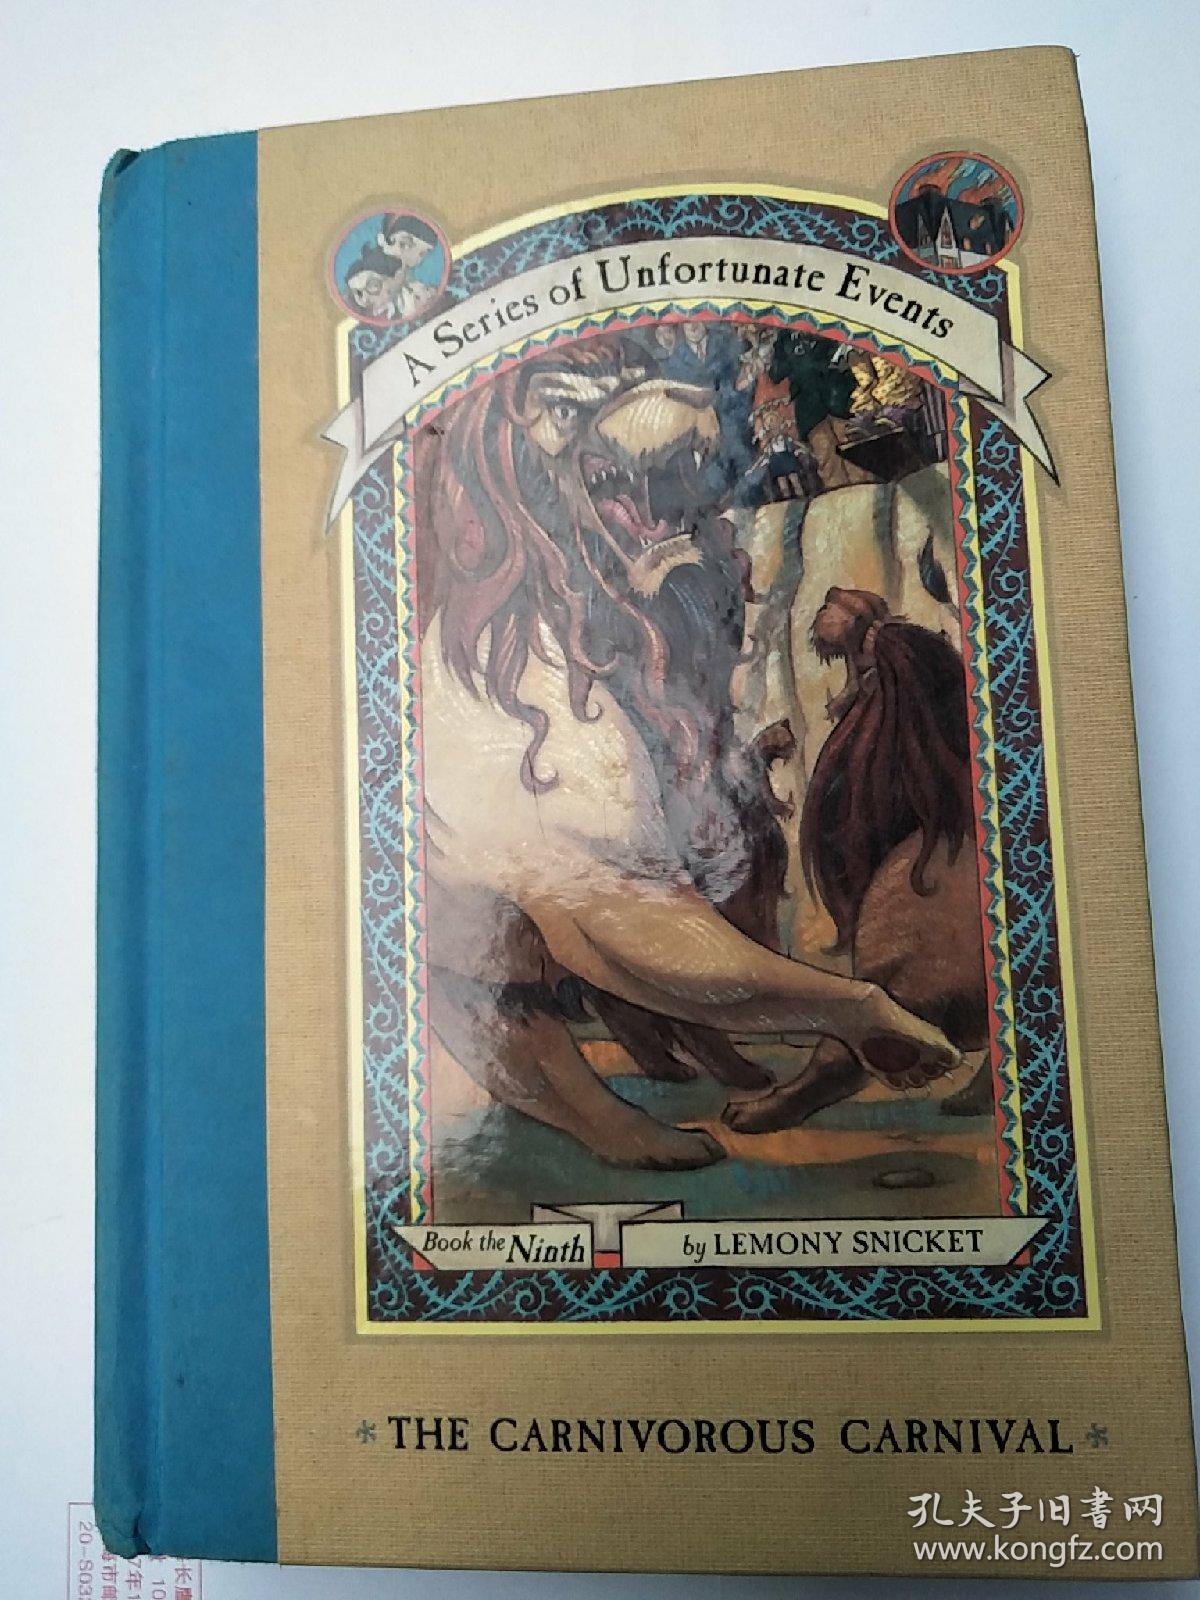 A Series of Unfortunate Events
Book the Ninth
by LEMONY SNICKET
THE CARNIVOROUS CARNIVAL
孔夫子旧書网
www.kongfz.com